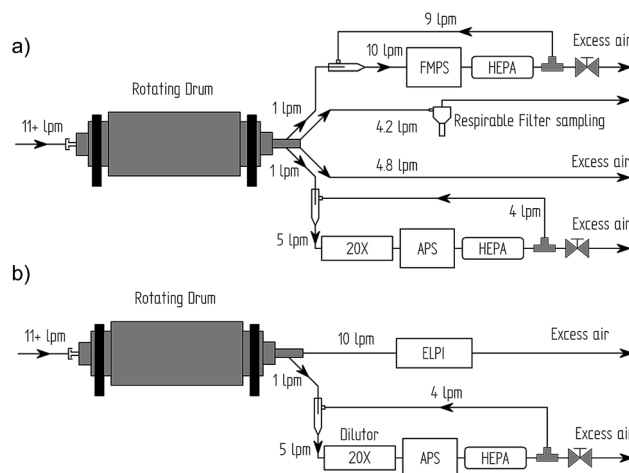 a)
9 lpm
Excess air
10 lpm
FMPS
HEPA
Rotating Drum
1 lpm
11+ lpm
4.2 lpm
Respirable Filter sampling
1 lpm
4.8 lpm
Excess air
4 lpm
Excess air
5 lpm
20X
APS
HEPA
b)
Rotating Drum
11+ lpm
10 lpm
ELPI
Excess air
1 lpm
4 lpm
Excess air
5 lpm
Dilutor
20X
APS
HEPA